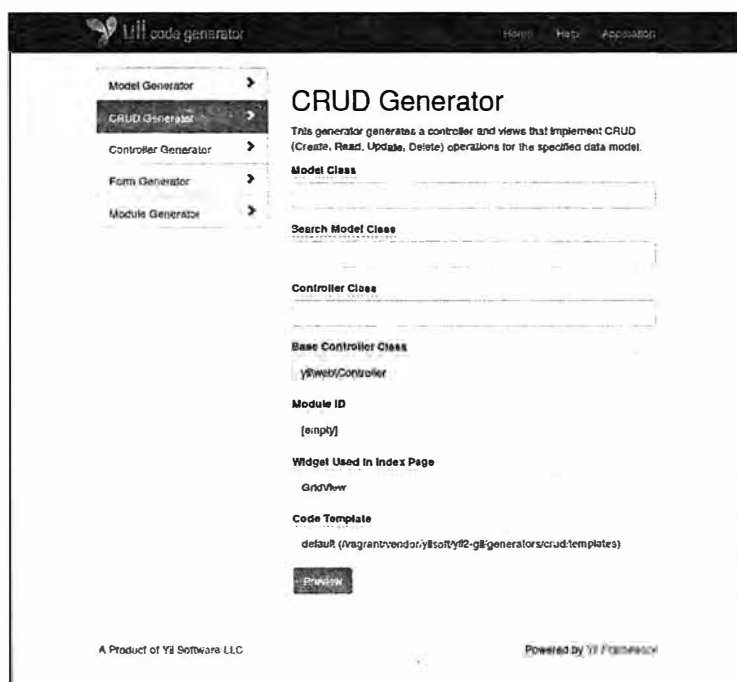 yii code generator
Home Help Application
Model Generator
CRUD Generator
Controller Generator
Form Generator
Module Generator
CRUD Generator
This generator generates a controller and views that implement CRUD
(Create, Read, Update, Delete) operations for the specified data model.
Model Class
Search Model Class
Controller Class
Base Controller Class
yii\web\Controller
Module ID
[empty]
Widget Used in Index Page
GridView
Code Template
default (/vagrant/vendor/yiisoft/yii2-gii/generators/crud/templates)
Preview
A Product of Yii Software LLC
Powered by Yii Framework